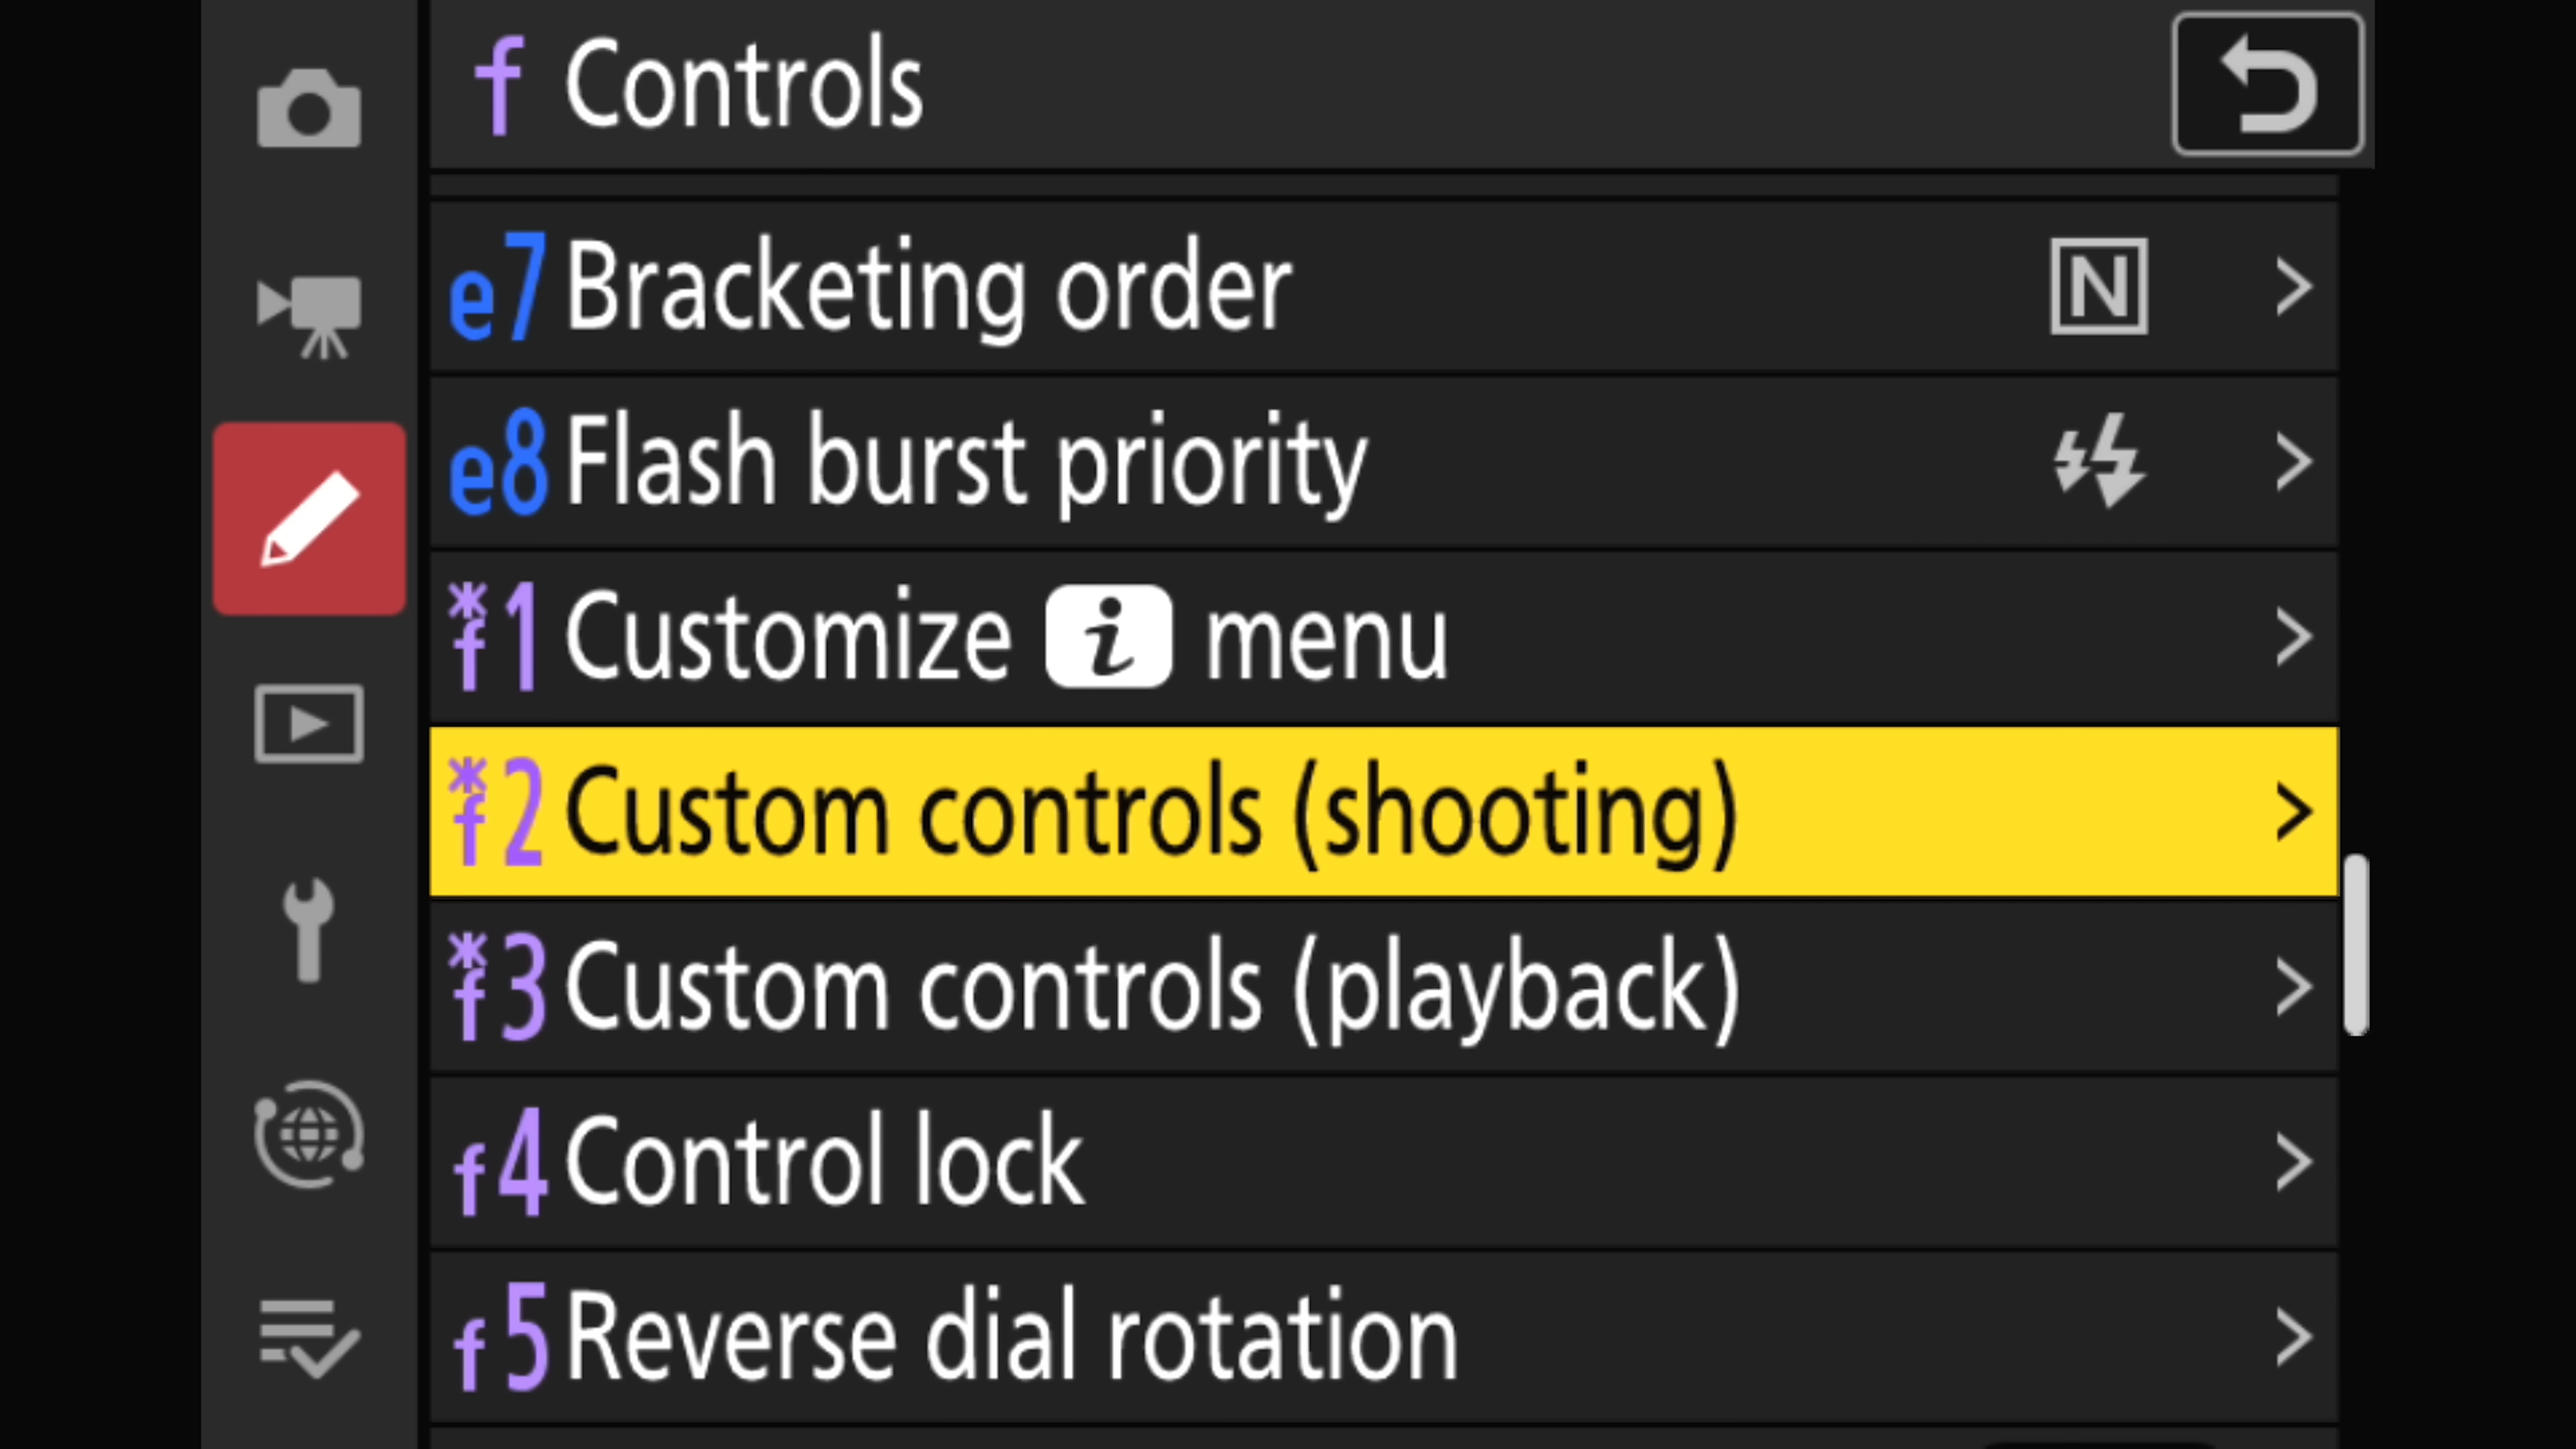 f Controls
e7 Bracketing order N
e8 Flash burst priority
*f1 Customize i menu
*f2 Custom controls (shooting)
*f3 Custom controls (playback)
f4 Control lock
f5 Reverse dial rotation